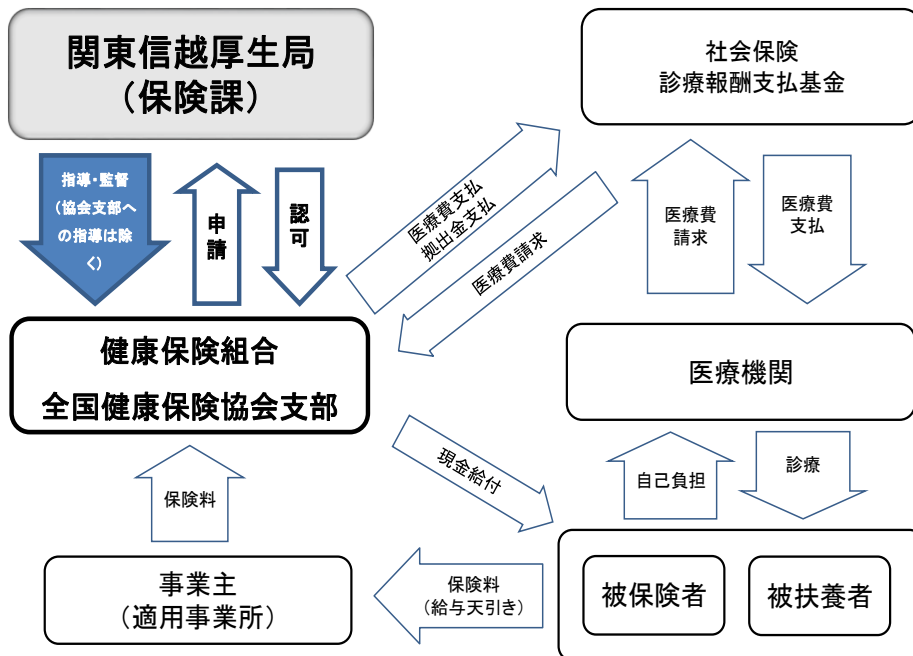 関東信越厚生局
（保険課）
社会保険
診療報酬支払基金
指導・監督
（協会支部へ
の指導は除
く）
申請
認可
医療費支払
拠出金支払
医療費請求
医療費
請求
医療費
支払
健康保険組合
全国健康保険協会支部
医療機関
保険料
現金給付
自己負担
診療
事業主
（適用事業所）
保険料
（給与天引き）
被保険者
被扶養者